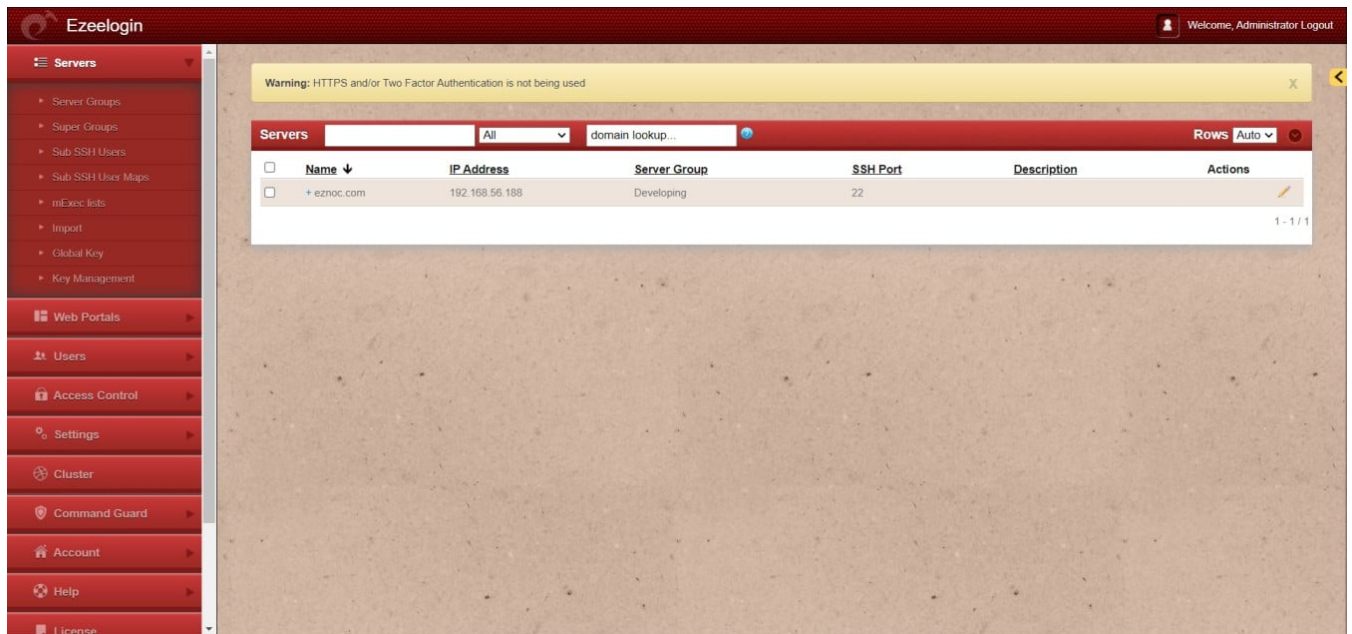 Ezeelogin
Welcome, Administrator Logout
Servers
Server Groups
Super Groups
Sub SSH Users
Sub SSH User Maps
mExec lists
Import
Global Key
Key Management
Web Portals
Users
Access Control
Settings
Cluster
Command Guard
Account
Help
License
Warning: HTTPS and/or Two Factor Authentication is not being used X
Servers All domain lookup... Rows Auto
Name IP Address Server Group SSH Port Description Actions
+ eznoc.com 192.168.56.188 Developing 22
1 - 1 / 1